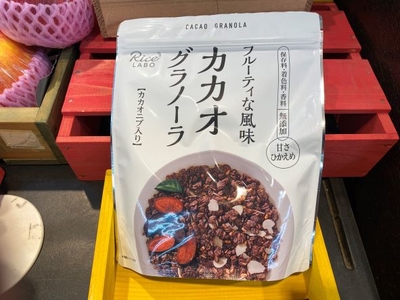 CACAO GRANOLA
Rice
LABO
フルーティな風味
カカオ
グラノーラ
【カカオニブ入り】
保存料・着色料・香料
無添加
甘さ
ひかえめ